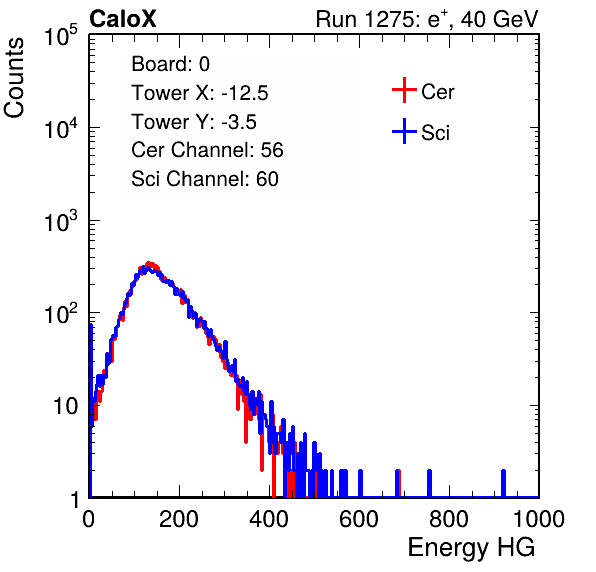 CaloX Run 1275: e⁺, 40 GeV
Counts
Board: 0
Tower X: -12.5
Tower Y: -3.5
Cer Channel: 56
Sci Channel: 60
Cer
Sci
10⁵
10⁴
10³
10²
10
1
0 200 400 600 800 1000
Energy HG